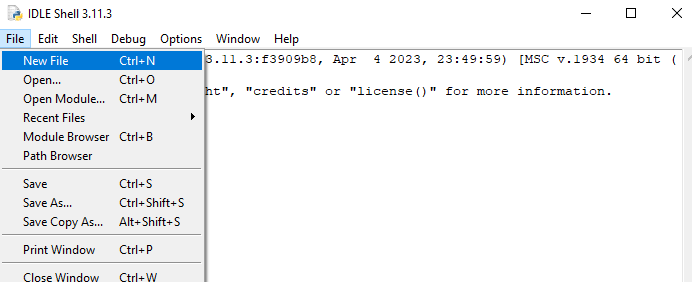 IDLE Shell 3.11.3
File Edit Shell Debug Options Window Help
New File Ctrl+N
Open... Ctrl+O
Open Module... Ctrl+M
Recent Files
Module Browser Ctrl+B
Path Browser
Save Ctrl+S
Save As... Ctrl+Shift+S
Save Copy As... Alt+Shift+S
Print Window Ctrl+P
Close Window Ctrl+W
3.11.3:f3909b8, Apr 4 2023, 23:49:59) [MSC v.1934 64 bit (
ht", "credits" or "license()" for more information.